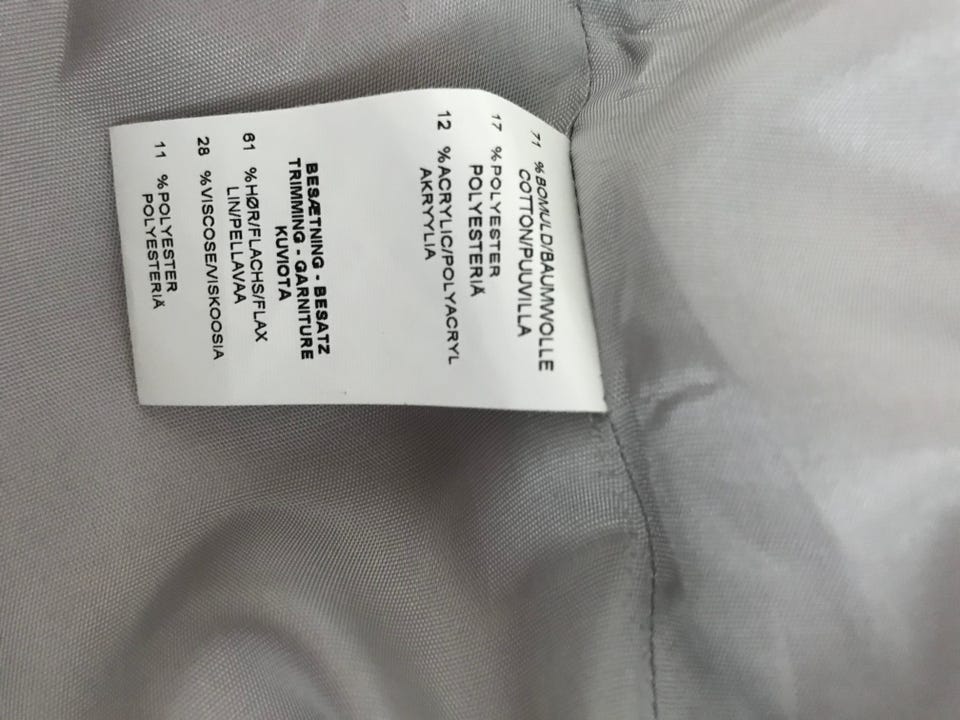 71 %BOMULD/BAUMWOLLE
COTTON/PUUVILLA
17 %POLYESTER
POLYESTERIÄ
12 %ACRYLIC/POLYACRYL
AKRYYLIA
BESÆTNING - BESATZ
TRIMMING - GARNITURE
KUVIOTA
61 %HØR/FLACHS/FLAX
LIN/PELLAVAA
28 %VISCOSE/VISKOOSIA
11 %POLYESTER
POLYESTERIÄ